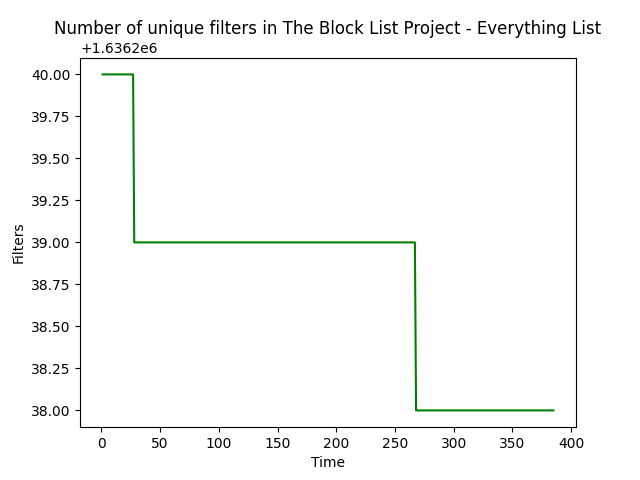 Number of unique filters in The Block List Project - Everything List
+1.6362e6
40.00
39.75
39.50
39.25
39.00
38.75
38.50
38.25
38.00
Filters
0 50 100 150 200 250 300 350 400
Time